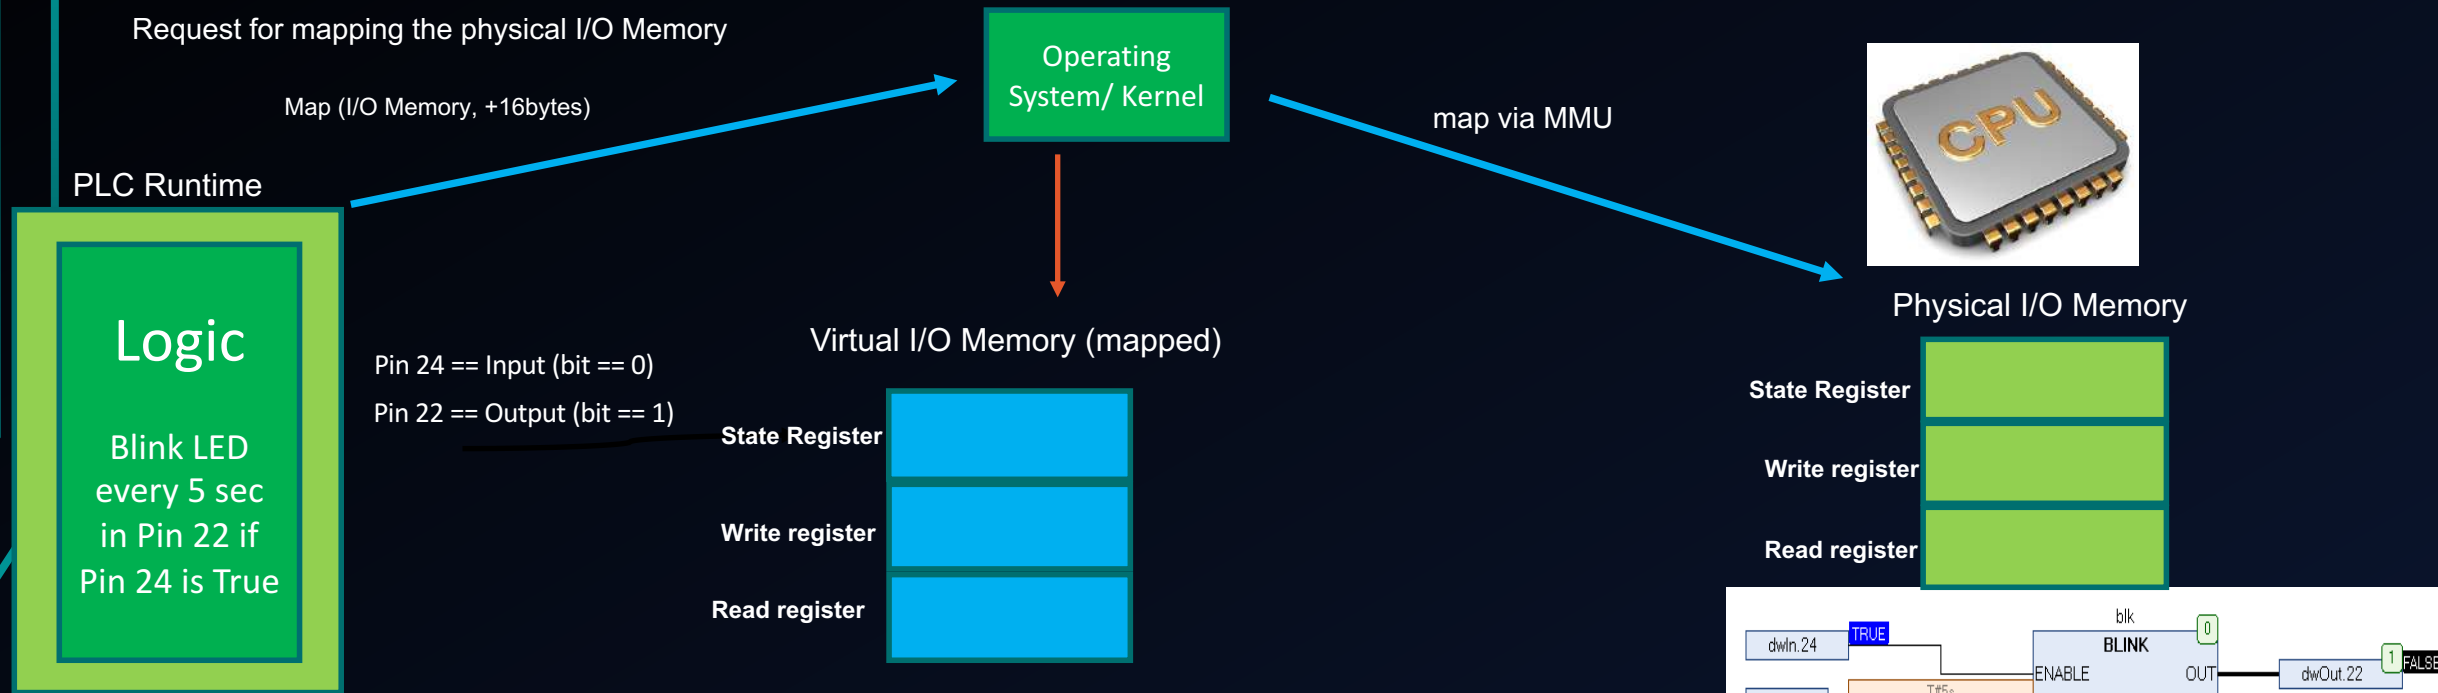 Request for mapping the physical I/O Memory
Map (I/O Memory, +16bytes)
Operating
System/ Kernel
map via MMU
CPU
PLC Runtime
Logic
Blink LED
every 5 sec
in Pin 22 if
Pin 24 is True
Pin 24 == Input (bit == 0)
Pin 22 == Output (bit == 1)
Virtual I/O Memory (mapped)
State Register
Write register
Read register
Physical I/O Memory
State Register
Write register
Read register
dwIn.24
TRUE
blk
0
BLINK
ENABLE
OUT
dwOut.22
1
FALSE
T#5s